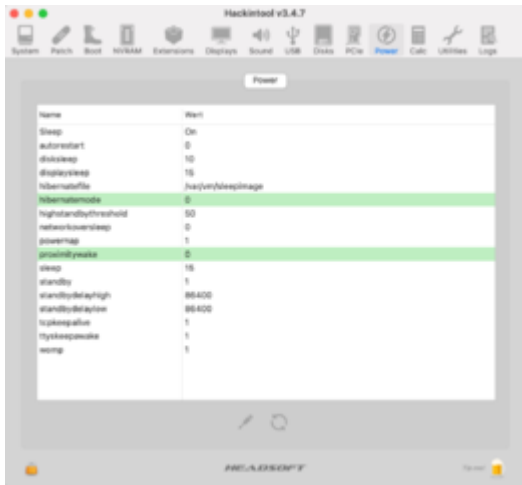 Hackintool v3.4.7
System Patch Boot NVRAM Extensions Displays Sound USB Disks PCIe Power Calc Utilities Logs
Power
Name Wert
Sleep On
autorestart 0
disksleep 10
displaysleep 15
hibernatefile /var/vm/sleepimage
hibernatemode 0
highstandbythreshold 50
networkoversleep 0
powernap 1
proximitywake 0
sleep 15
standby 1
standbydelayhigh 86400
standbydelaylow 86400
tcpkeepalive 1
ttyskeepawake 1
womp 1
HEADSOFT